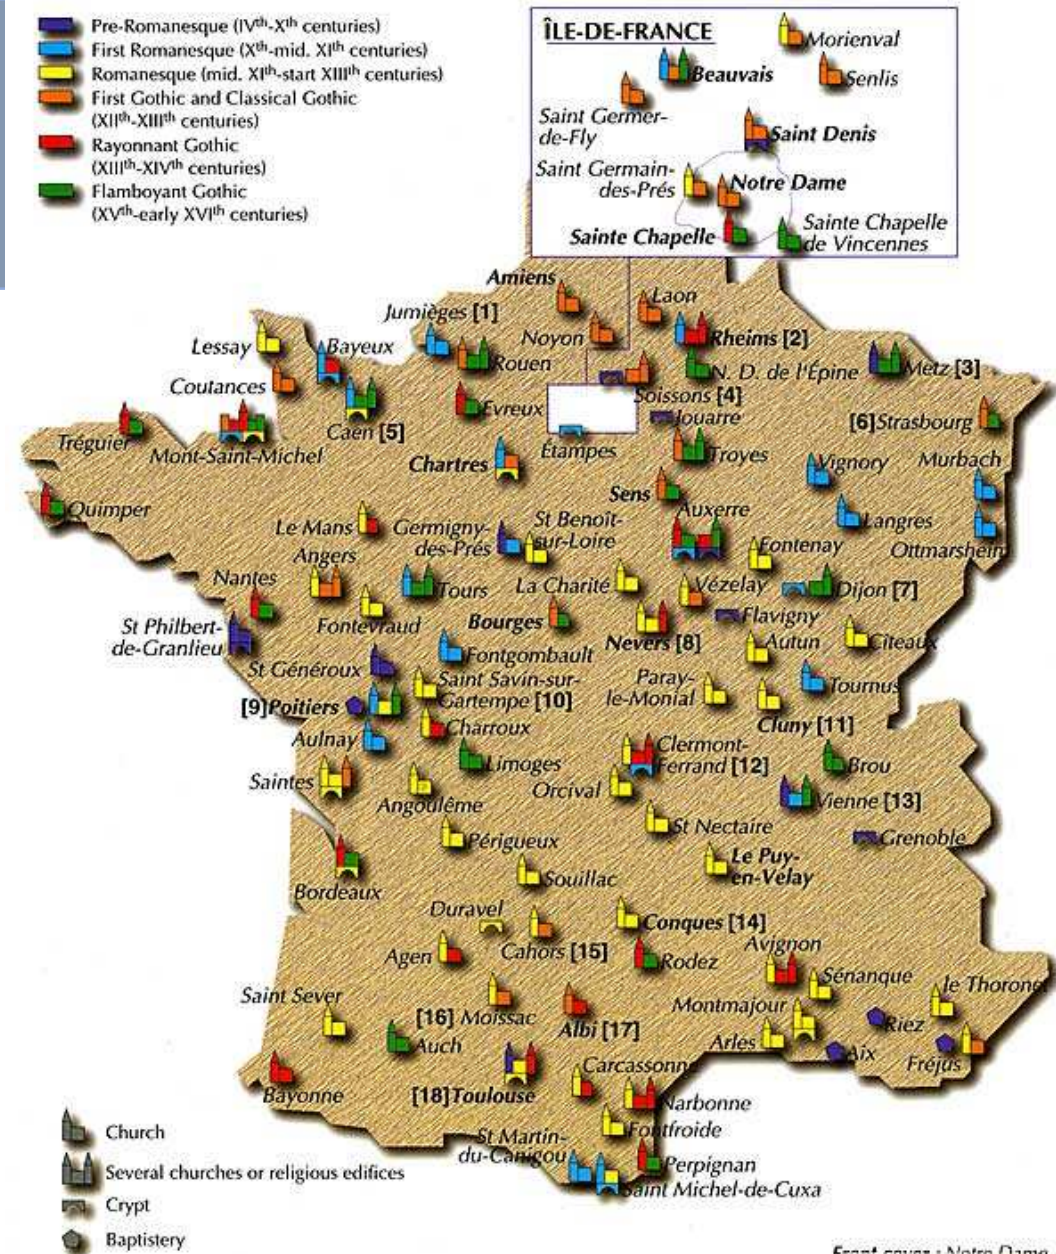 Pre-Romanesque (IVth-Xth centuries)
First Romanesque (Xth-mid. XIth centuries)
Romanesque (mid. XIth-start XIIIth centuries)
First Gothic and Classical Gothic
(XIIth-XIIIth centuries)
Rayonnant Gothic
(XIIIth-XIVth centuries)
Flamboyant Gothic
(XVth-early XVIth centuries)
ÎLE-DE-FRANCE
Morienval
Beauvais
Senlis
Saint Germer-
de-Fly
Saint Denis
Saint Germain-
des-Prés
Notre Dame
Sainte Chapelle
Sainte Chapelle
de Vincennes
Amiens
Laon
Jumièges [1]
Noyon
Rheims [2]
Lessay
Bayeux
Rouen
N. D. de l'Épine
Metz [3]
Coutances
Soissons [4]
Evreux
Jouarre
[6]Strasbourg
Tréguier
Mont-Saint-Michel
Caen [5]
Étampes
Troyes
Chartres
Vignory
Murbach
Sens
Quimper
Auxerre
Le Mans
Germigny-
des-Prés
St Benoît-
sur-Loire
Langres
Ottmarsheim
Angers
Fontenay
Nantes
Tours
La Charité
Vézelay
Dijon [7]
Fontevraud
Bourges
Flavigny
St Philbert-
de-Granlieu
Nevers [8]
Autun
Cîteaux
St Généroux
Fontgombault
Saint Savin-sur-
Gartempe [10]
Paray-
le-Monial
Tournus
[9]Poitiers
Charroux
Cluny [11]
Aulnay
Limoges
Clermont-
Ferrand [12]
Brou
Saintes
Angoulême
Orcival
Vienne [13]
St Nectaire
Grenoble
Périgueux
Le Puy-
en-Velay
Bordeaux
Souillac
Duravel
Conques [14]
Cahors [15]
Avignon
Agen
Rodez
Sénanque
le Thoronet
Saint Sever
Montmajour
[16] Moissac
Albi [17]
Riez
Auch
Arles
Aix
Fréjus
Carcassonne
Bayonne
[18]Toulouse
Narbonne
Fontfroide
St Martin-
du-Canigou
Perpignan
Saint Michel-de-Cuxa
Church
Several churches or religious edifices
Crypt
Baptistery
Front cover : Notre Dame